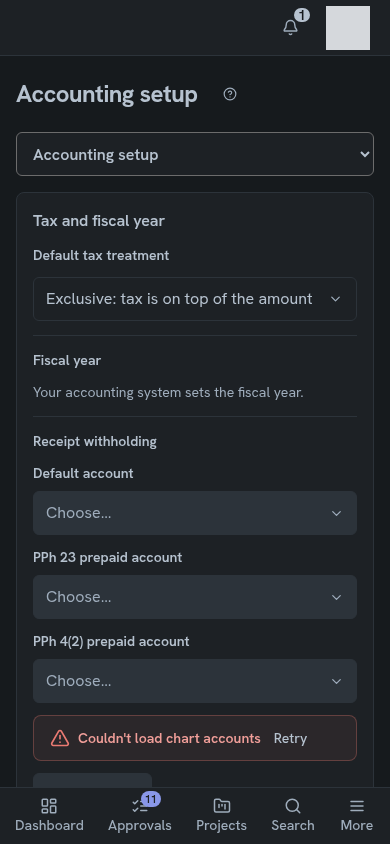 1
Accounting setup
Accounting setup
Tax and fiscal year
Default tax treatment
Exclusive: tax is on top of the amount
Fiscal year
Your accounting system sets the fiscal year.
Receipt withholding
Default account
Choose...
PPh 23 prepaid account
Choose...
PPh 4(2) prepaid account
Choose...
Couldn't load chart accounts Retry
11
Dashboard Approvals Projects Search More